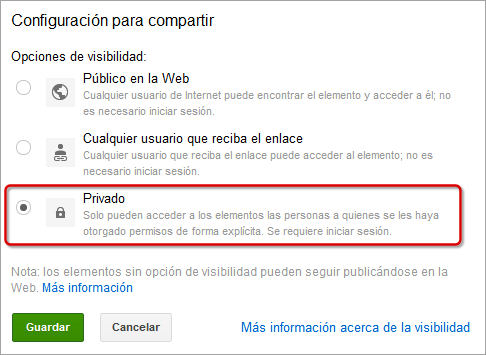 Configuración para compartir
Opciones de visibilidad:
Público en la Web
Cualquier usuario de Internet puede encontrar el elemento y acceder a él; no
es necesario iniciar sesión.
Cualquier usuario que reciba el enlace
Cualquier usuario que reciba el enlace puede acceder al elemento; no es
necesario iniciar sesión.
Privado
Solo pueden acceder a los elementos las personas a quienes se les haya
otorgado permisos de forma explícita. Se requiere iniciar sesión.
Nota: los elementos sin opción de visibilidad pueden seguir publicándose en la
Web. Más información
Guardar Cancelar Más información acerca de la visibilidad